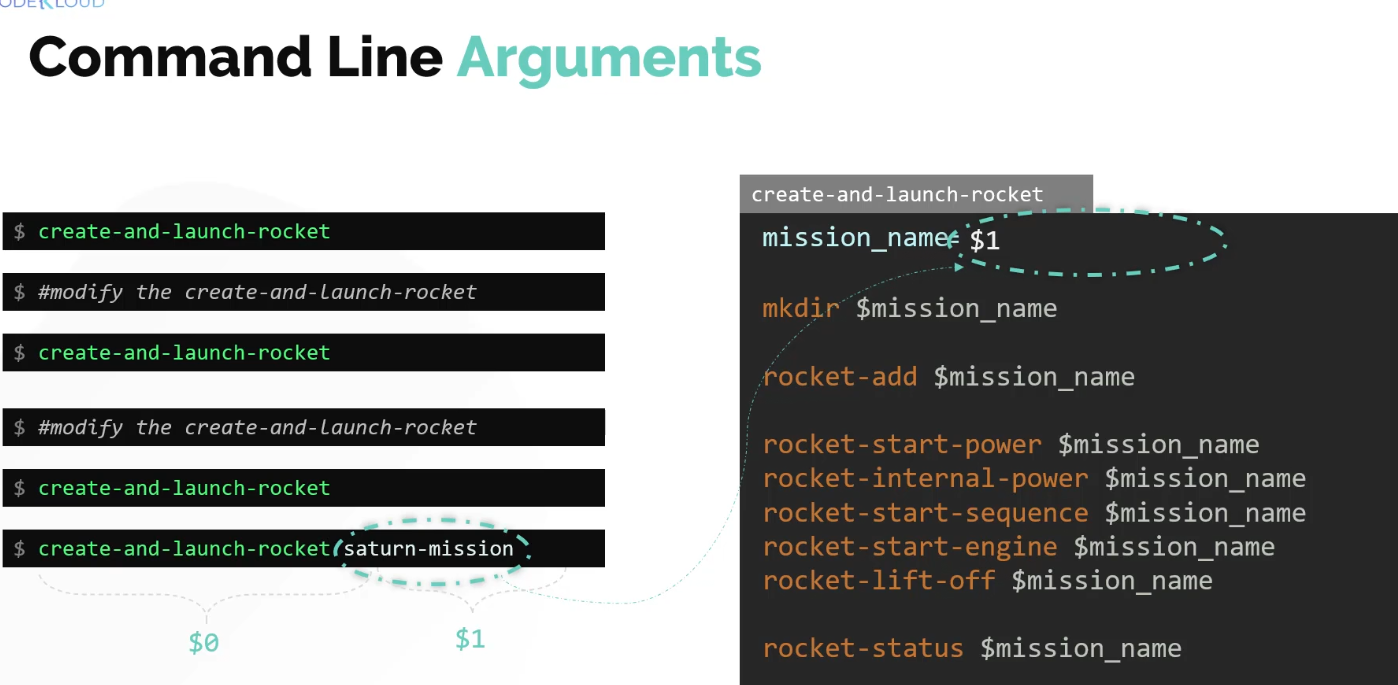 Command Line Arguments
$ create-and-launch-rocket
$ #modify the create-and-launch-rocket
$ create-and-launch-rocket
$ #modify the create-and-launch-rocket
$ create-and-launch-rocket
$ create-and-launch-rocket saturn-mission
$0 $1
create-and-launch-rocket
mission_name= $1
mkdir $mission_name
rocket-add $mission_name
rocket-start-power $mission_name
rocket-internal-power $mission_name
rocket-start-sequence $mission_name
rocket-start-engine $mission_name
rocket-lift-off $mission_name
rocket-status $mission_name